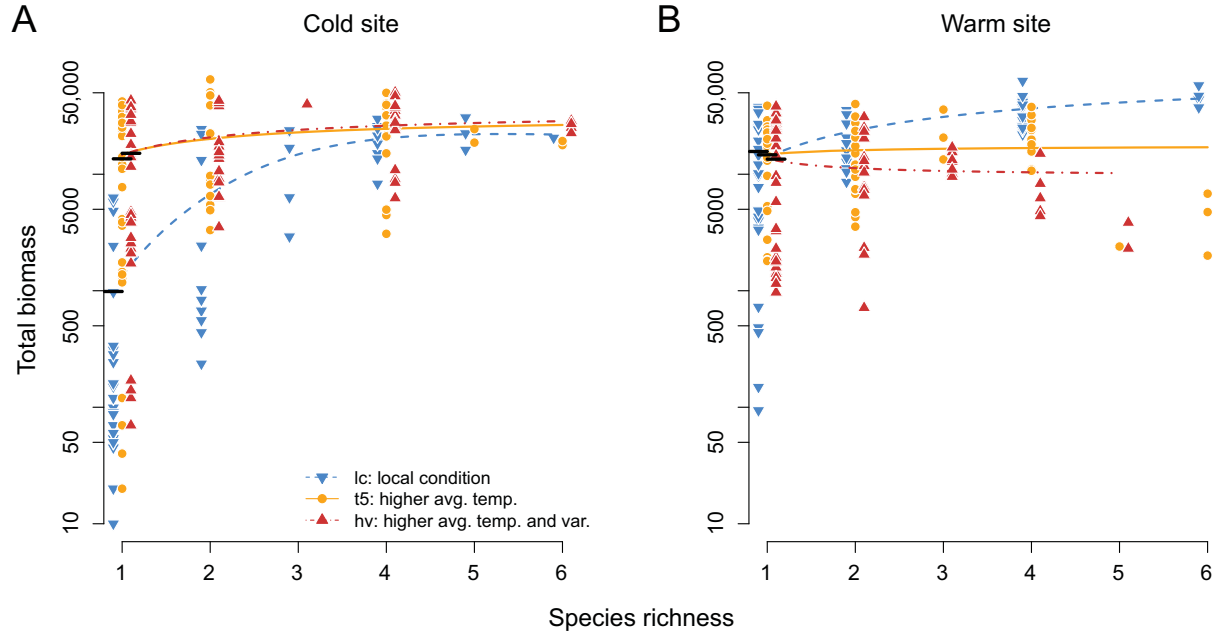 A
Cold site
B
Warm site
Total biomass
50,000
5000
500
50
10
1 2 3 4 5 6
lc: local condition
t5: higher avg. temp.
hv: higher avg. temp. and var.
50,000
5000
500
50
10
1 2 3 4 5 6
Species richness